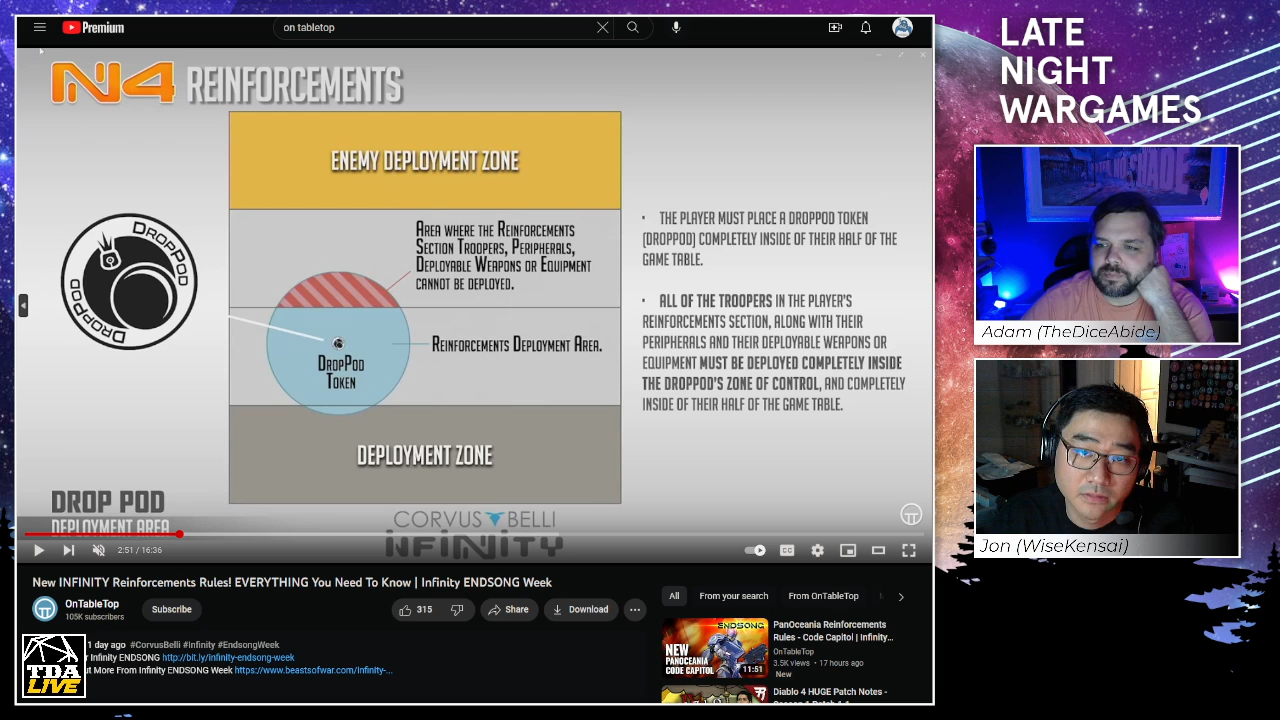 Premium
on tabletop
N4 REINFORCEMENTS
ENEMY DEPLOYMENT ZONE
AREA WHERE THE REINFORCEMENTS
SECTION TROOPERS, PERIPHERALS,
DEPLOYABLE WEAPONS OR EQUIPMENT
CANNOT BE DEPLOYED.
REINFORCEMENTS DEPLOYMENT AREA.
DROPPOD
TOKEN
DEPLOYMENT ZONE
DROPPOD
DROPPOD
• THE PLAYER MUST PLACE A DROPPOD TOKEN
(DROPPOD) COMPLETELY INSIDE OF THEIR HALF OF THE
GAME TABLE.
• ALL OF THE TROOPERS IN THE PLAYER'S
REINFORCEMENTS SECTION, ALONG WITH THEIR
PERIPHERALS AND THEIR DEPLOYABLE WEAPONS OR
EQUIPMENT MUST BE DEPLOYED COMPLETELY INSIDE
THE DROPPOD'S ZONE OF CONTROL, AND COMPLETELY
INSIDE OF THEIR HALF OF THE GAME TABLE.
DROP POD
DEPLOYMENT AREA
CORVUS BELLI
INFINITY
2:51 / 16:36
CC
New INFINITY Reinforcements Rules! EVERYTHING You Need To Know | Infinity ENDSONG Week
OnTableTop
105K subscribers
Subscribe
315
Share
Download
1 day ago #CorvusBelli #Infinity #EndsongWeek
Infinity ENDSONG http://bit.ly/infinity-endsong-week
More From Infinity ENDSONG Week https://www.beastsofwar.com/infinity-...
TDA
LIVE
All
From your search
From OnTableTop
ENDSONG
NEW
PANOCEANIA
CODE CAPITOL
11:51
PanOceania Reinforcements
Rules - Code Capitol | Infinity...
OnTableTop
3.5K views • 17 hours ago
New
Diablo 4 HUGE Patch Notes -
LATE
NIGHT
WARGAMES
Adam (TheDiceAbide)
Jon (WiseKensai)